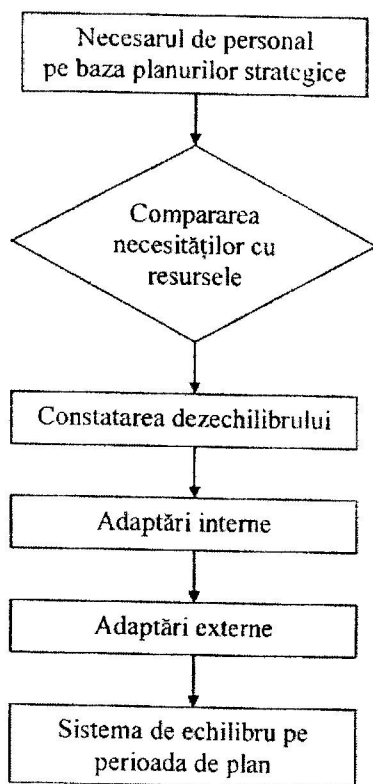 Necesarul de personal
pe baza planurilor strategice
Compararea
necesităților cu
resursele
Constatarea dezechilibrului
Adaptări interne
Adaptări externe
Sistema de echilibru pe
perioada de plan